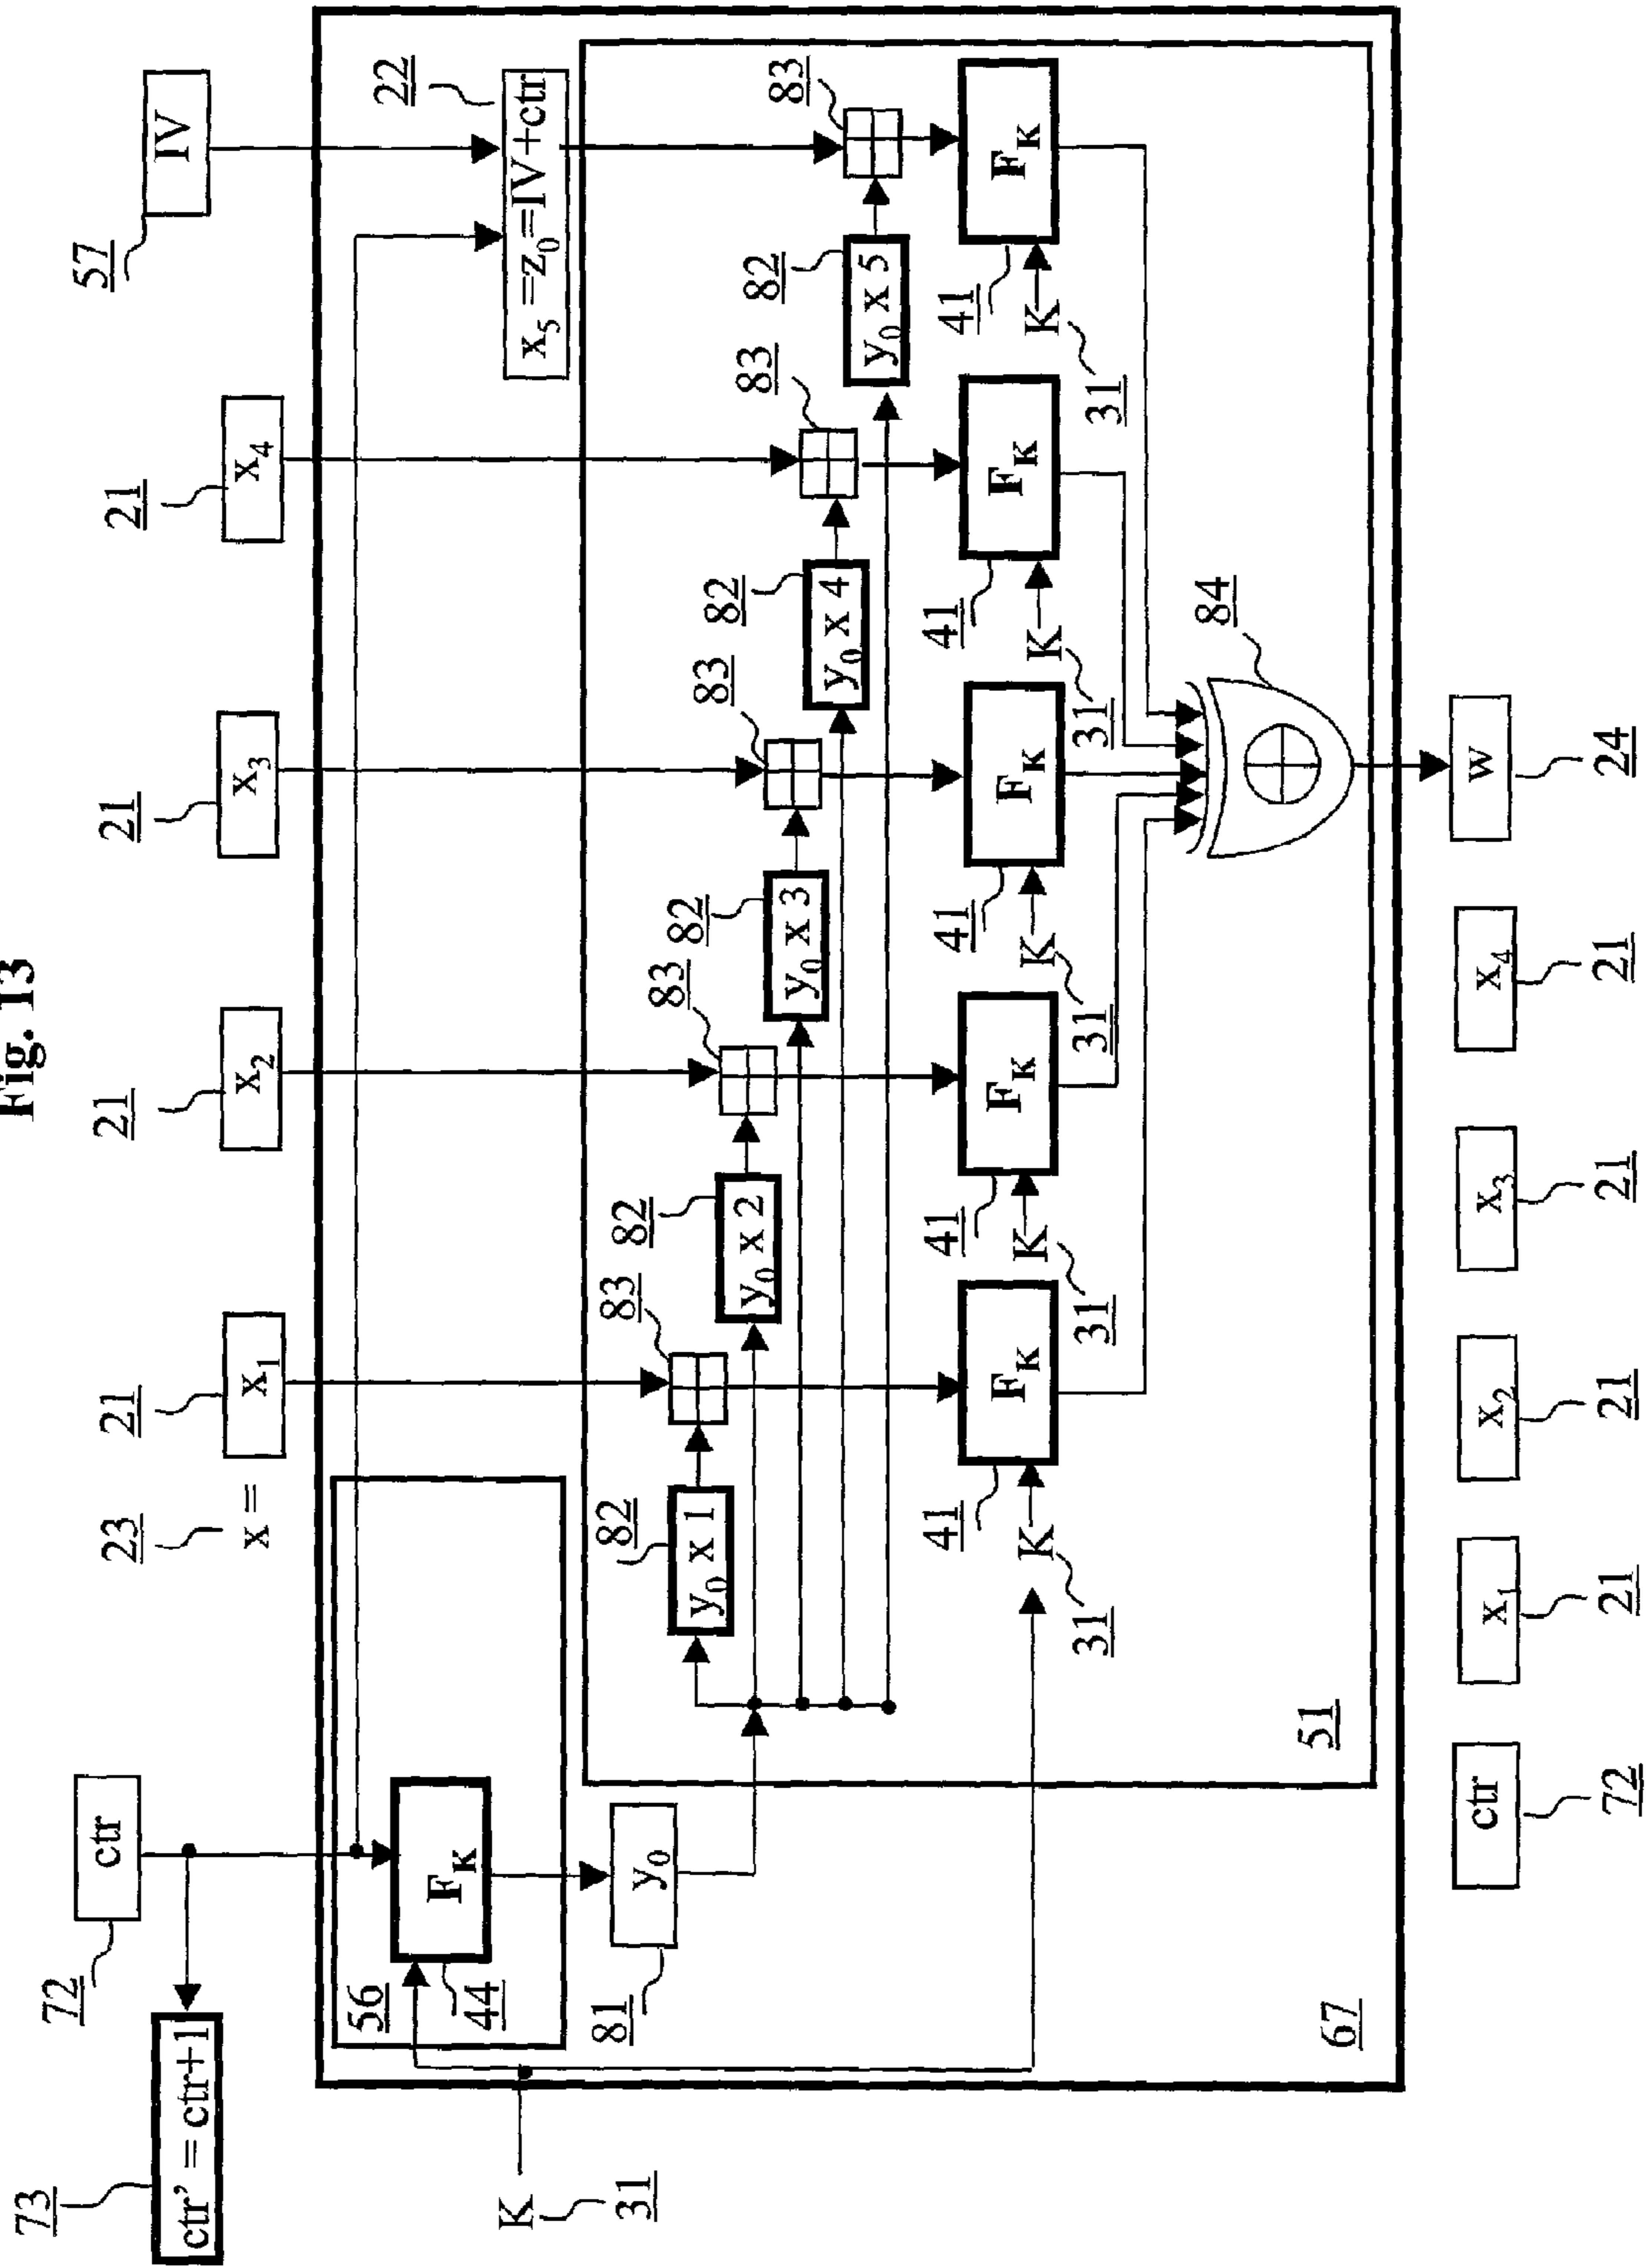 Fig. 13
73
72
23
21
21
21
21
57
ctr' = ctr+1
ctr
x =
x₁
x₂
x₃
x₄
IV
56
44
Fₖ
22
x₅ =z₀=IV+ctr
K
31
81
y₀
82
y₀ x 1
83
82
y₀ x 2
83
82
y₀ x 3
83
82
y₀ x 4
83
82
y₀ x 5
83
41
Fₖ
41
Fₖ
41
Fₖ
41
Fₖ
41
Fₖ
K
K
K
K
K
31
31
31
31
31
84
67
51
ctr
x₁
x₂
x₃
x₄
w
72
21
21
21
21
24